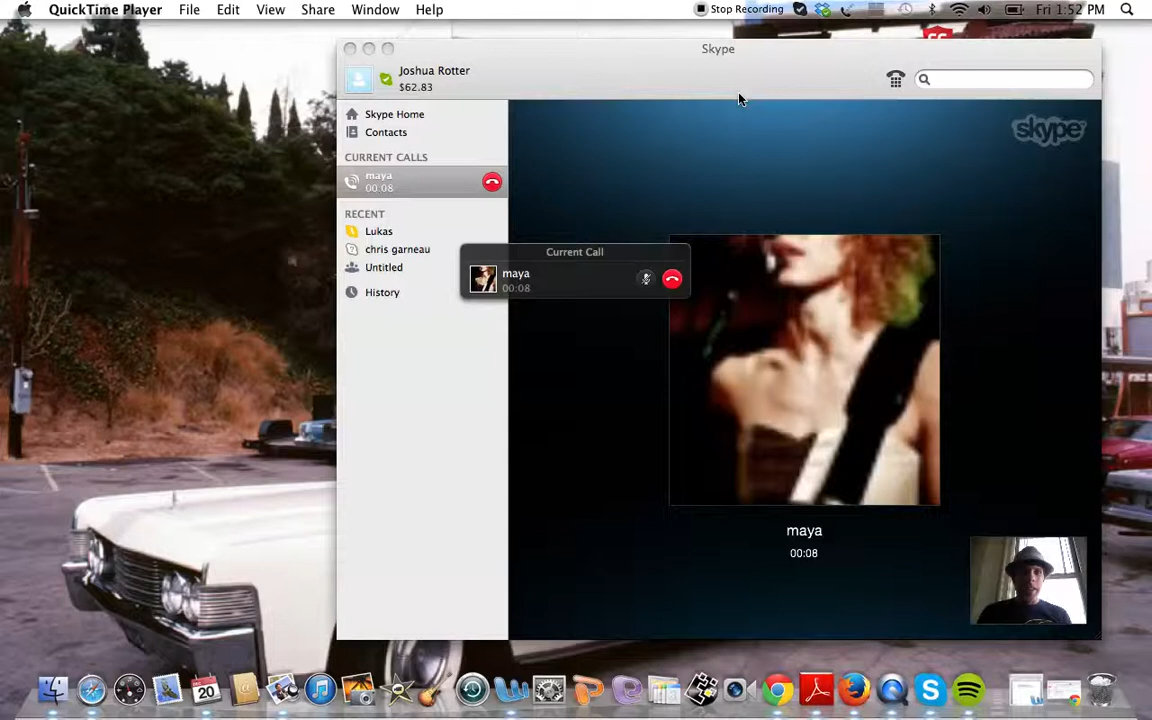 QuickTime Player File Edit View Share Window Help
Stop Recording Fri 1:52 PM
Skype
Joshua Rotter
$62.83
Skype Home
Contacts
CURRENT CALLS
maya
00:08
RECENT
Lukas
chris garneau
Untitled
History
Current Call
maya
00:08
skype
maya
00:08
20